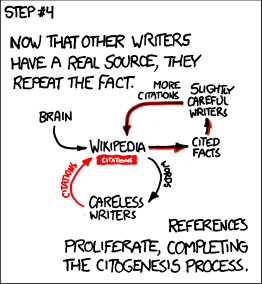 STEP #4
NOW THAT OTHER WRITERS
HAVE A REAL SOURCE, THEY
REPEAT THE FACT.
MORE
CITATIONS
SLIGHTLY
CAREFUL
WRITERS
BRAIN
WIKIPEDIA
CITATIONS
CITED
FACTS
CITATIONS
WORDS
CARELESS
WRITERS
REFERENCES
PROLIFERATE, COMPLETING
THE CITOGENESIS PROCESS.